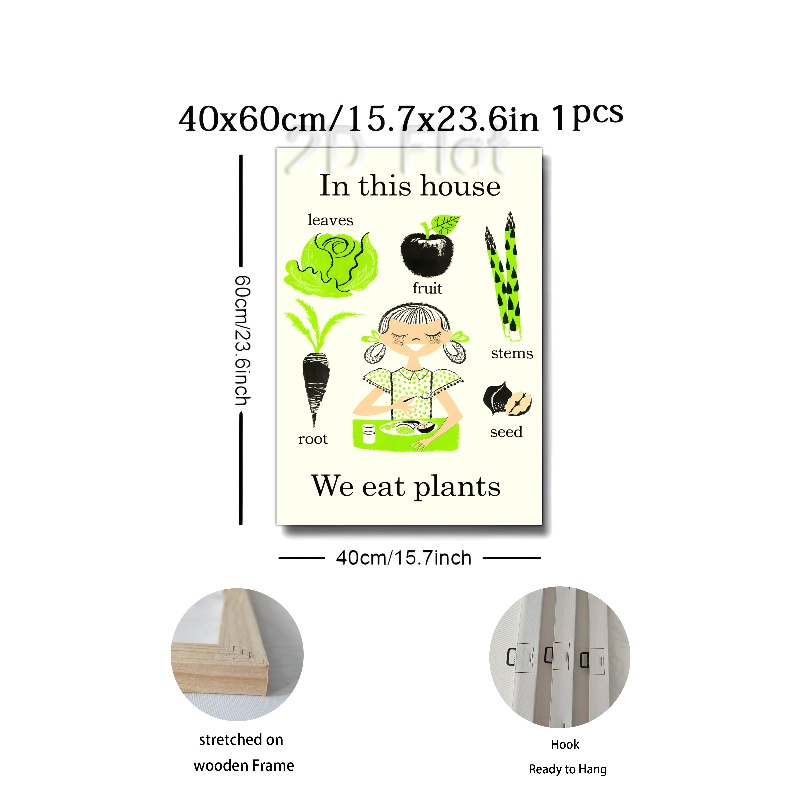 40x60cm/15.7x23.6in 1pcs
2D Flat
In this house
leaves
fruit
stems
root
seed
We eat plants
60cm/23.6inch
40cm/15.7inch
stretched on
wooden Frame
Hook
Ready to Hang